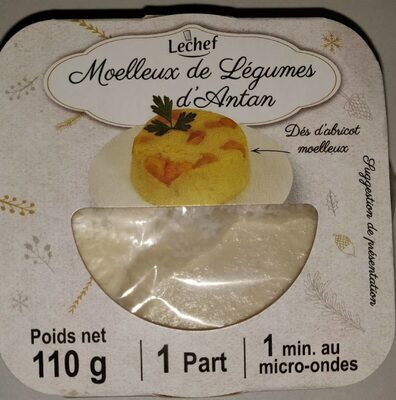 Lechef
Moelleux de Légumes
d'Antan
Dés d'abricot
moelleux
Suggestion de présentation
Poids net
110 g
1 Part
1 min. au
micro-ondes